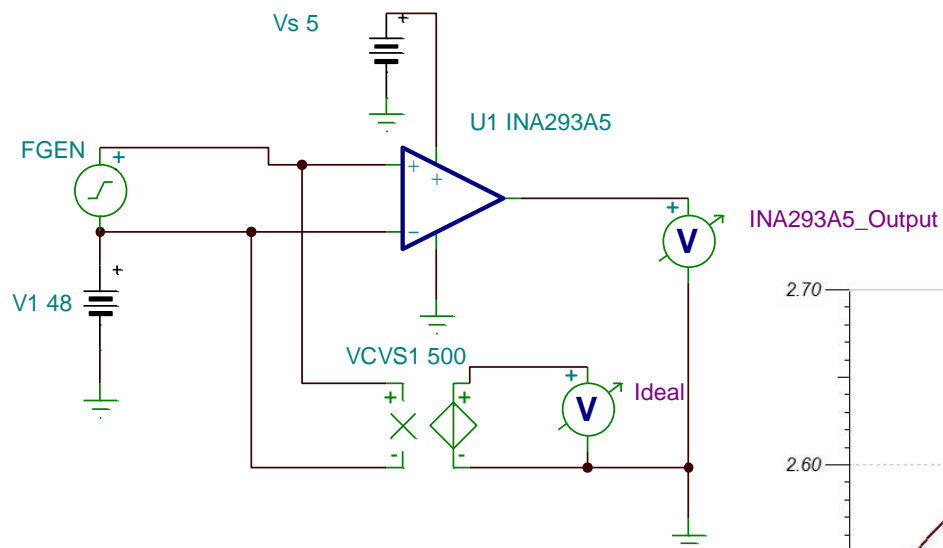 Vs 5
U1 INA293A5
FGEN
INA293A5_Output
V
V1 48
2.70
VCVS1 500
Ideal
V
2.60